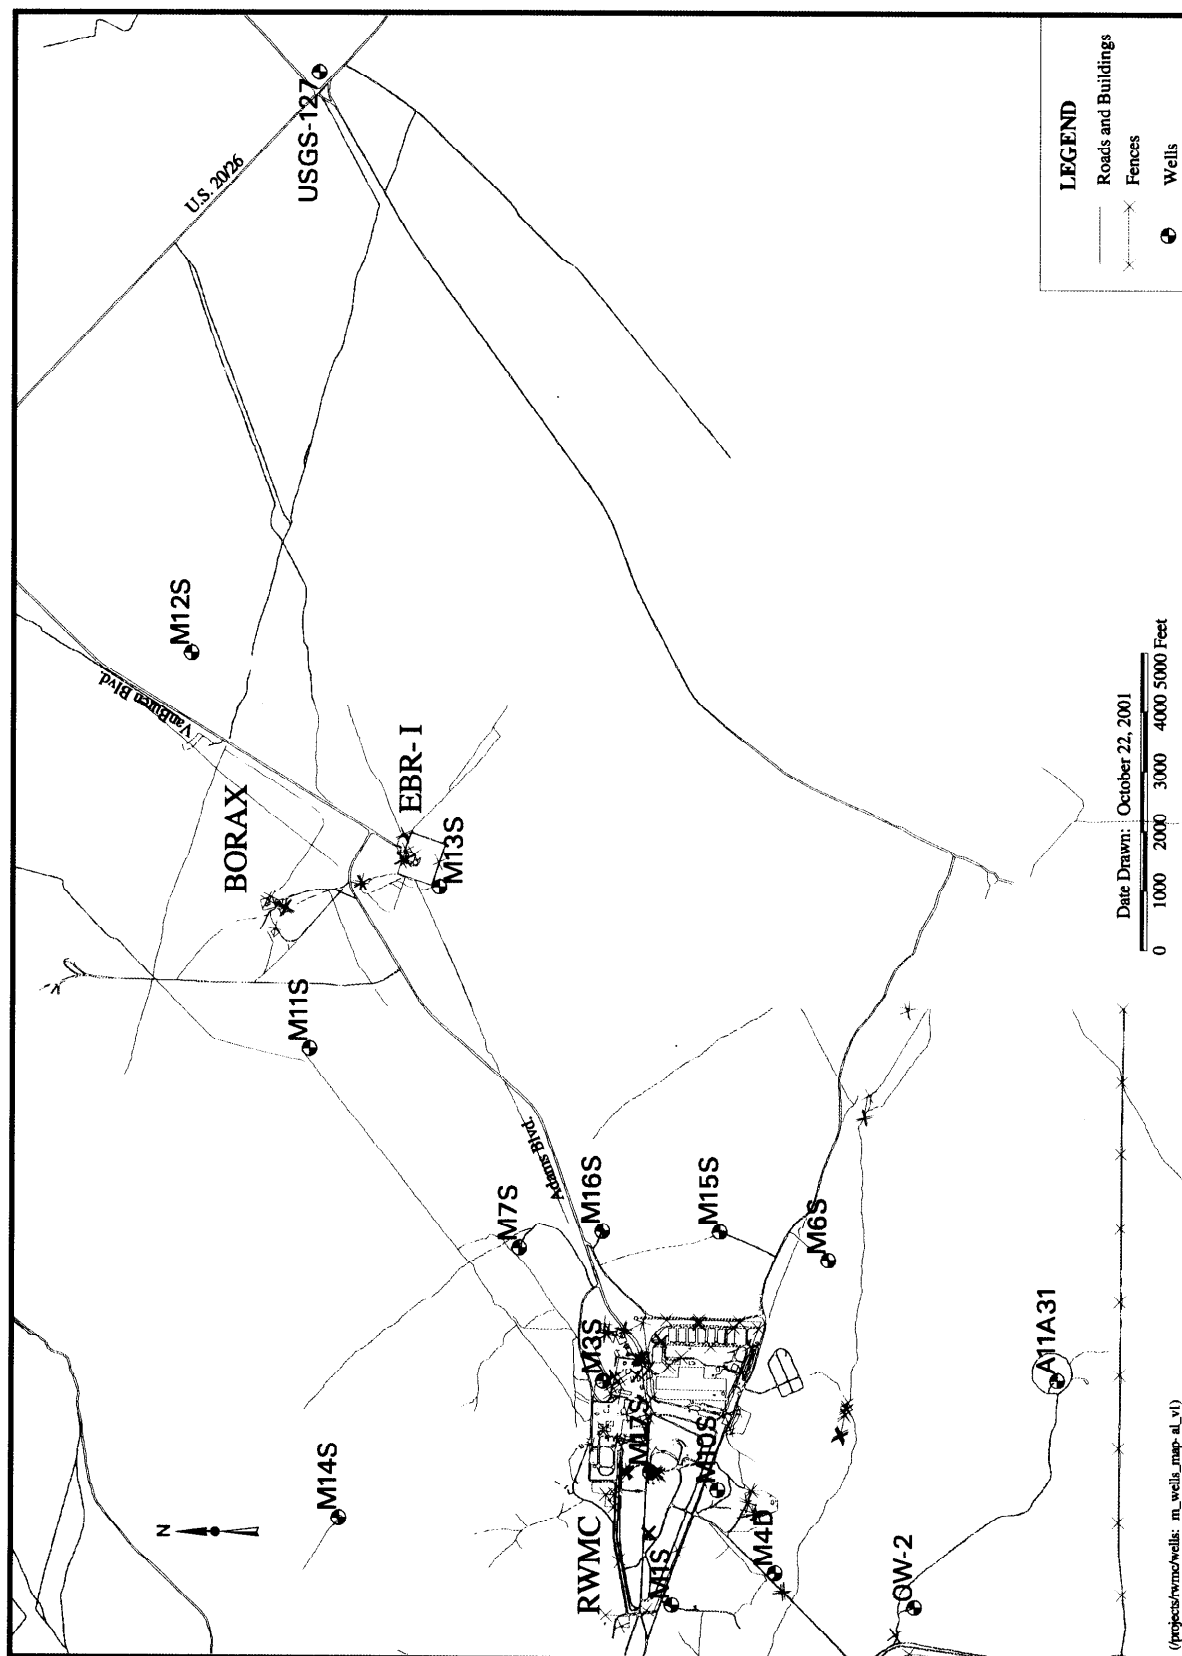 USGS-127
U.S. 20/26
M12S
VanBuren Blvd.
BORAX
EBR-I
M13S
M11S
Adams Blvd.
M7S
M16S
M15S
M6S
M3S
M17S
M10S
A11A31
M14S
N
RWMC
M1S
M4D
OW-2
LEGEND
Roads and Buildings
Fences
Wells
Date Drawn: October 22, 2001
0 1000 2000 3000 4000 5000 Feet
(/projects/rwmc/wells: m_wells_map-al_v1)